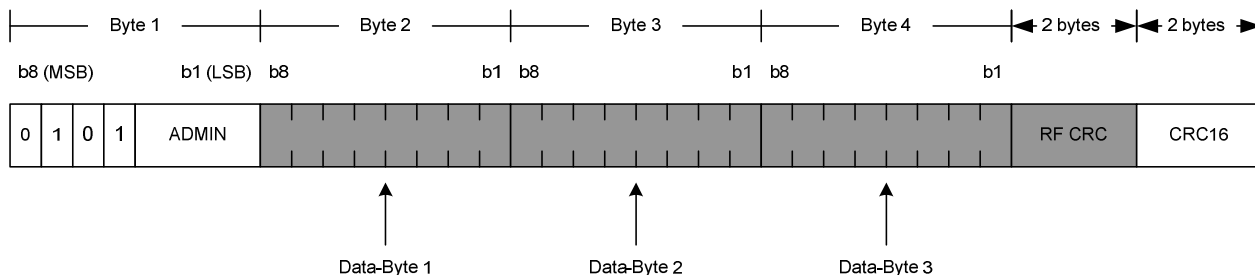 Byte 1 Byte 2 Byte 3 Byte 4 2 bytes 2 bytes
b8 (MSB) b1 (LSB) b8 b1 b8 b1 b8 b1
0 1 0 1 ADMIN RF CRC CRC16
Data-Byte 1 Data-Byte 2 Data-Byte 3